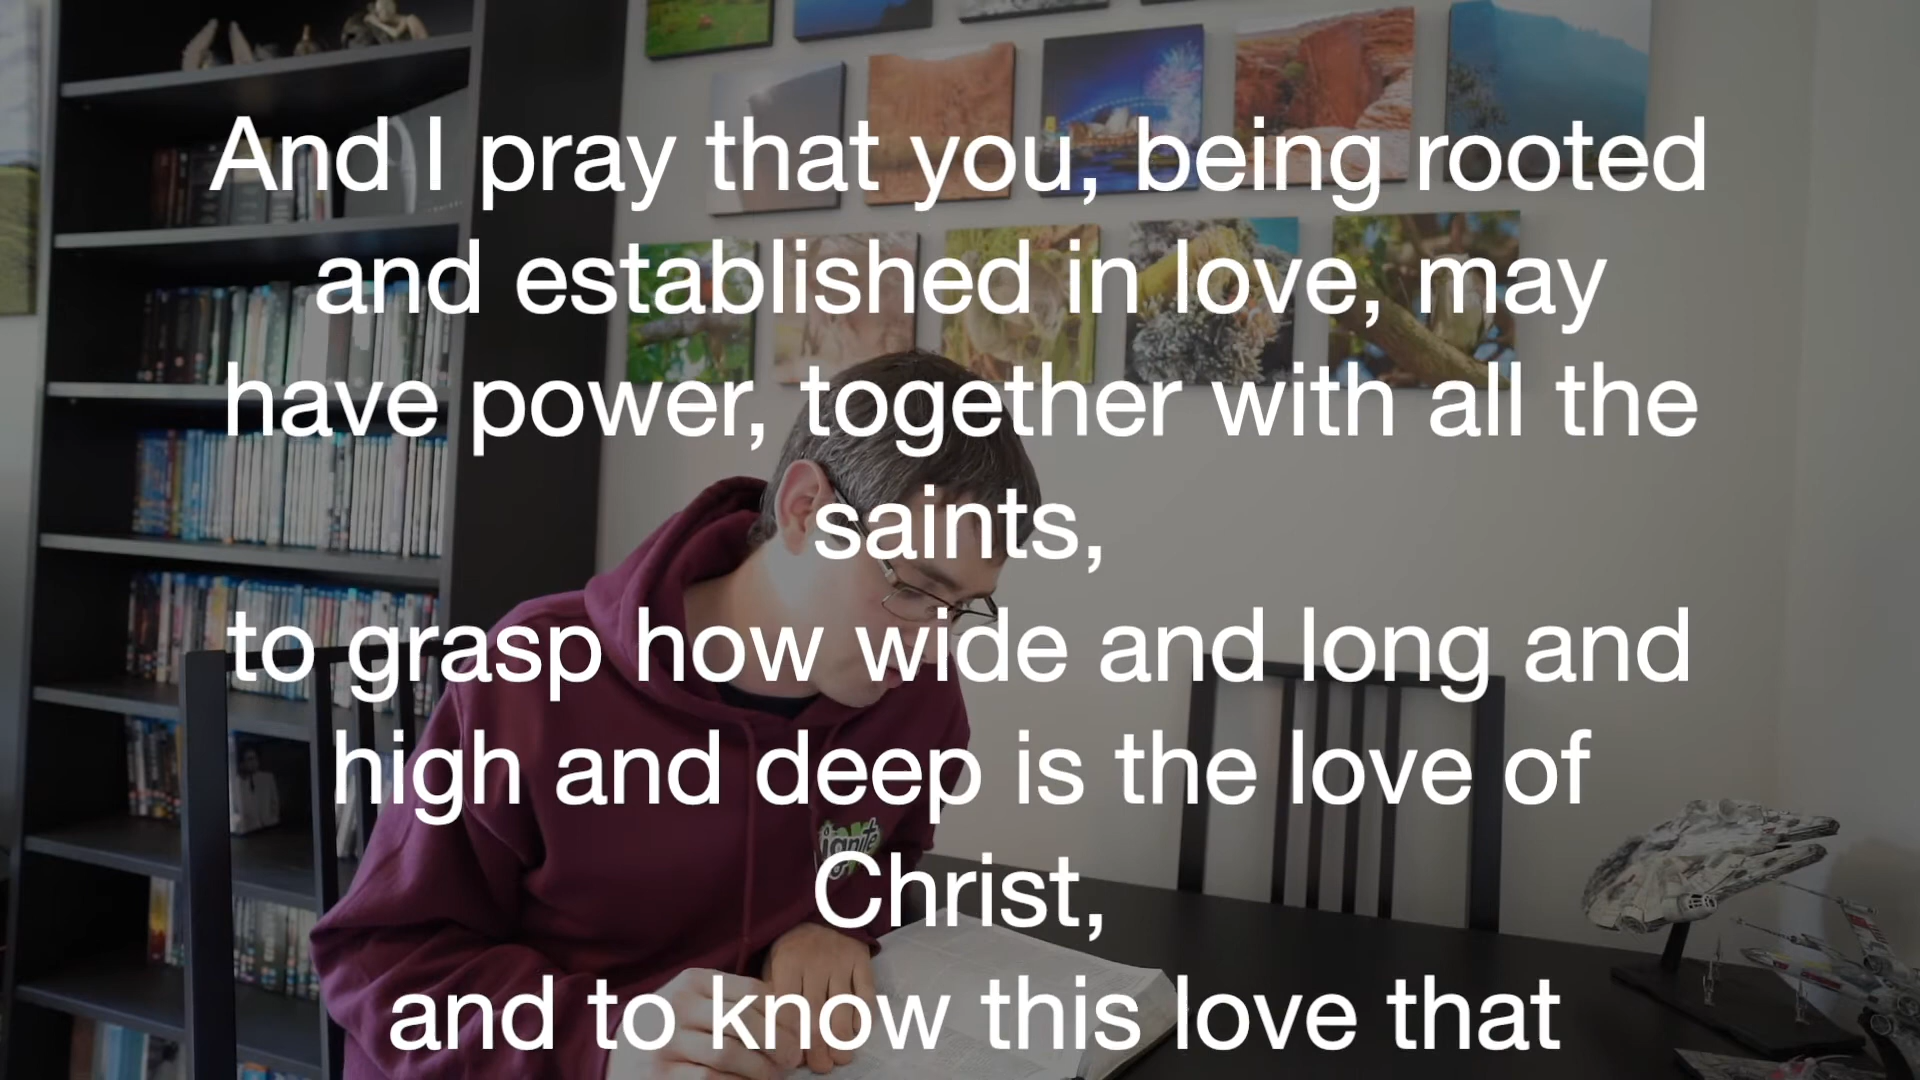 And I pray that you, being rooted
and established in love, may
have power, together with all the
saints,
to grasp how wide and long and
high and deep is the love of
Christ,
and to know this love that
ignite